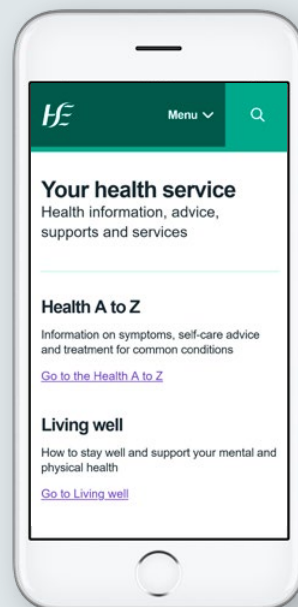 HSE
Menu
Your health service
Health information, advice,
supports and services
Health A to Z
Information on symptoms, self-care advice
and treatment for common conditions
Go to the Health A to Z
Living well
How to stay well and support your mental and
physical health
Go to Living well